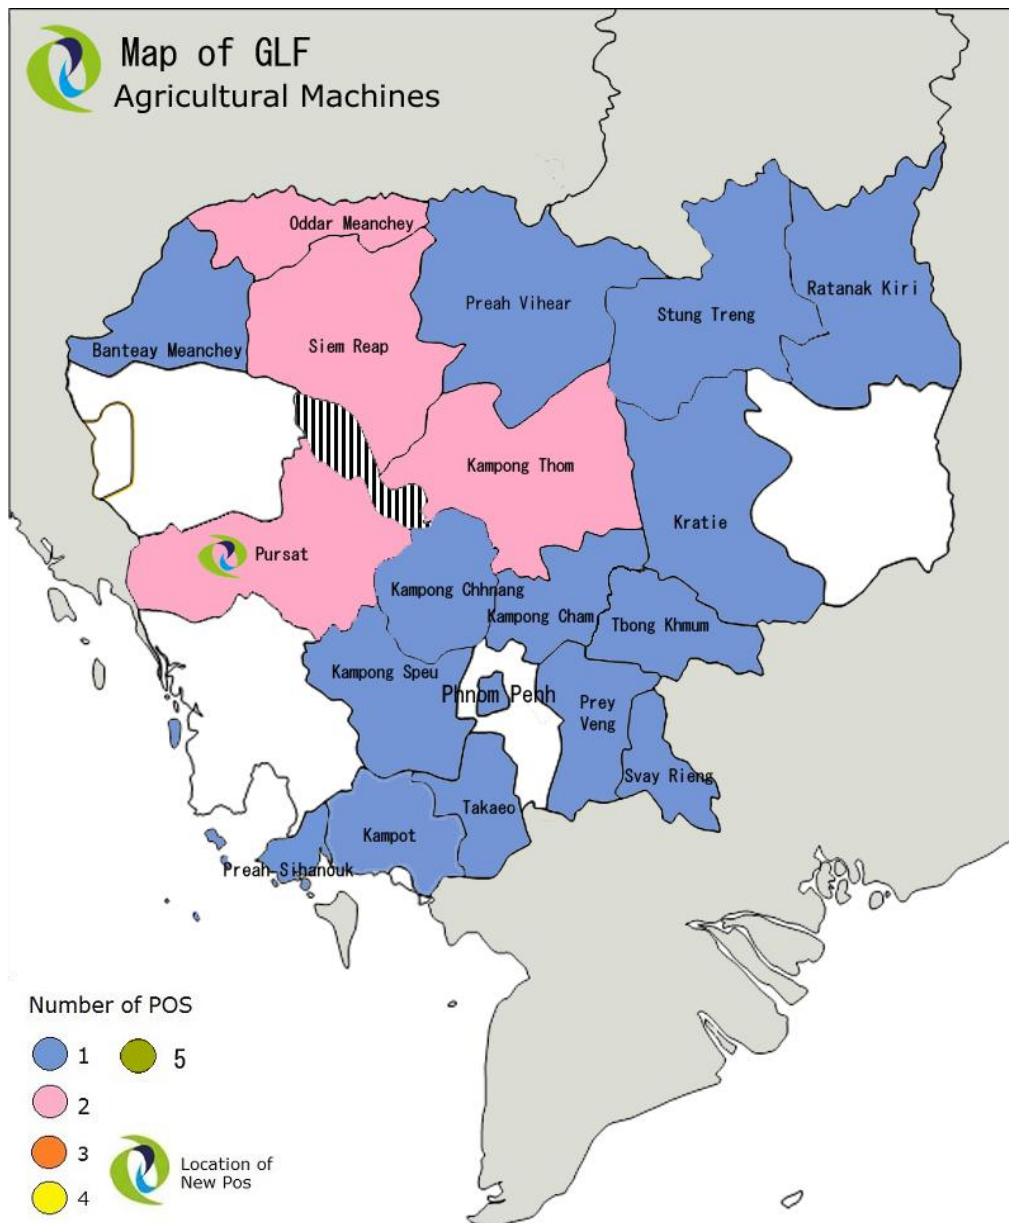 Map of GLF
Agricultural Machines
Oddar Meanchey
Preah Vihear
Stung Treng
Ratanak Kiri
Banteay Meanchey
Siem Reap
Kampong Thom
Kratie
Pursat
Kampong Chhnang
Kampong Cham
Tbong Khmum
Kampong Speu
Phnom Pehh
Prey
Veng
Svay Rieng
Takaeo
Kampot
Preah-Sihanouk
Number of POS
1
5
2
3
4
Location of
New Pos